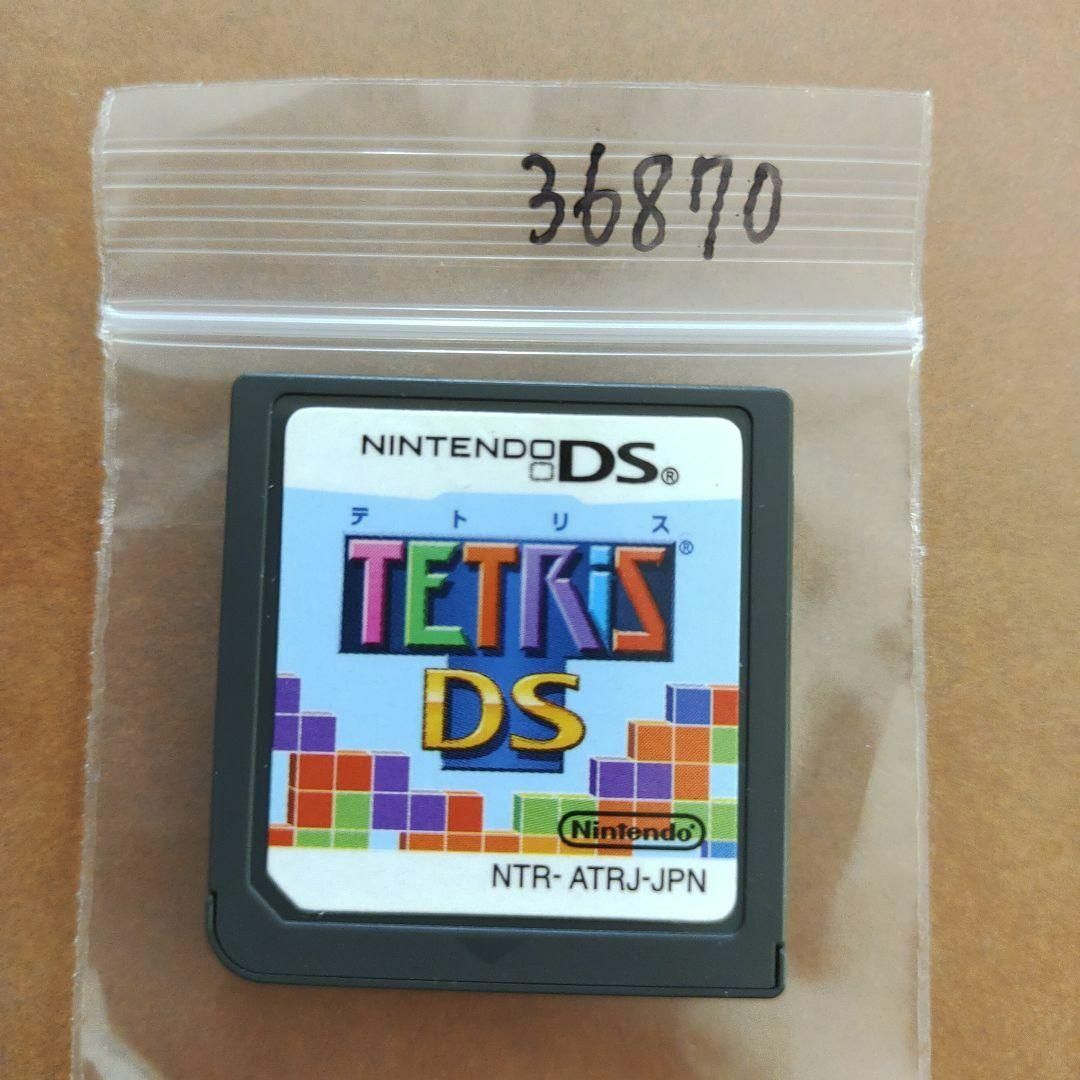 36870
NINTENDO DS®
テトリス
TETRiS®
DS
Nintendo®
NTR- ATRJ-JPN